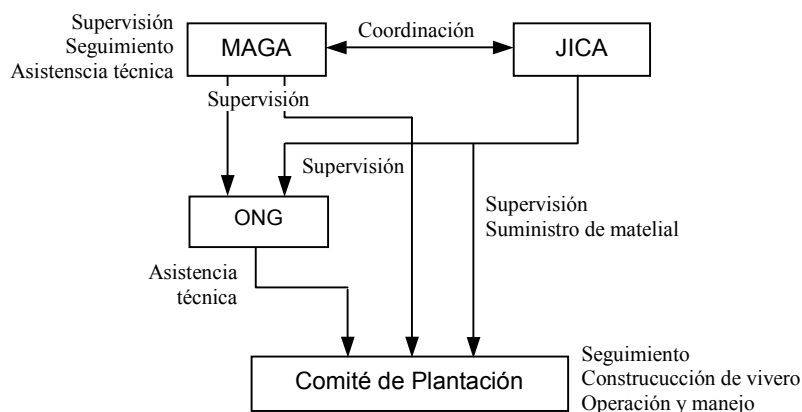 Supervisión
Seguimiento
Asistenscia técnica
MAGA
Coordinación
JICA
Supervisión
Supervisión
ONG
Supervisión
Suministro de matelial
Asistencia
técnica
Comité de Plantación
Seguimiento
Construcucción de vivero
Operación y manejo